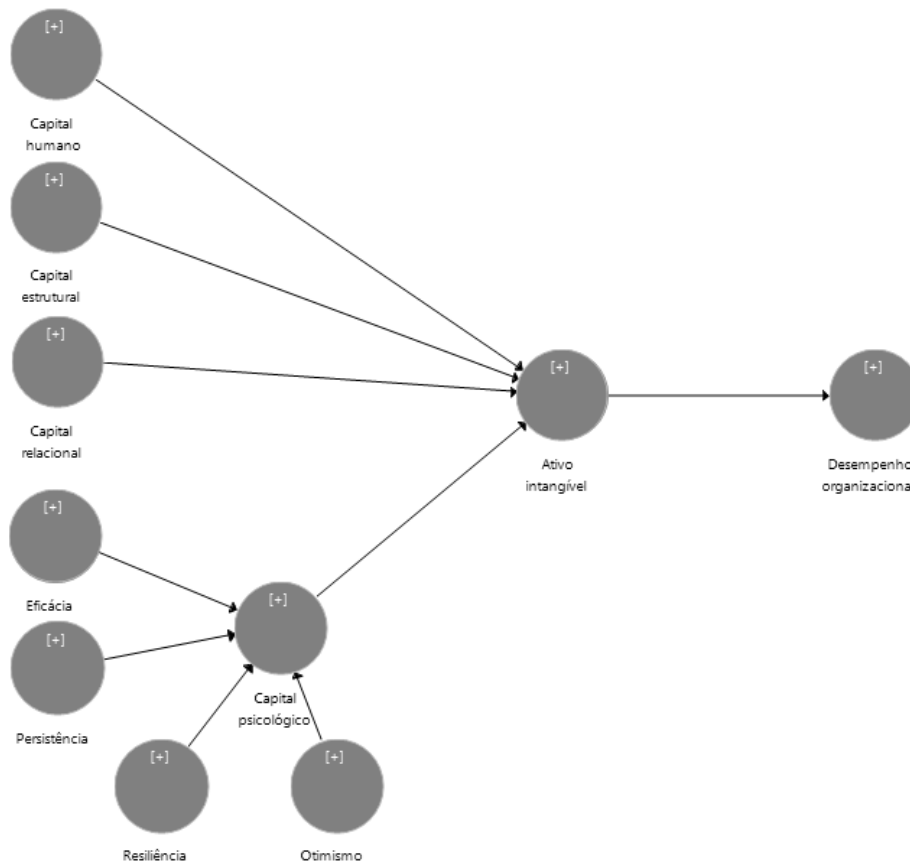 [+]
Capital
humano
[+]
Capital
estrutural
[+]
Capital
relacional
[+]
Ativo
intangível
[+]
Desempenho
organizaciona
[+]
Eficácia
[+]
Persistência
[+]
Capital
psicológico
[+]
Resiliência
[+]
Otimismo